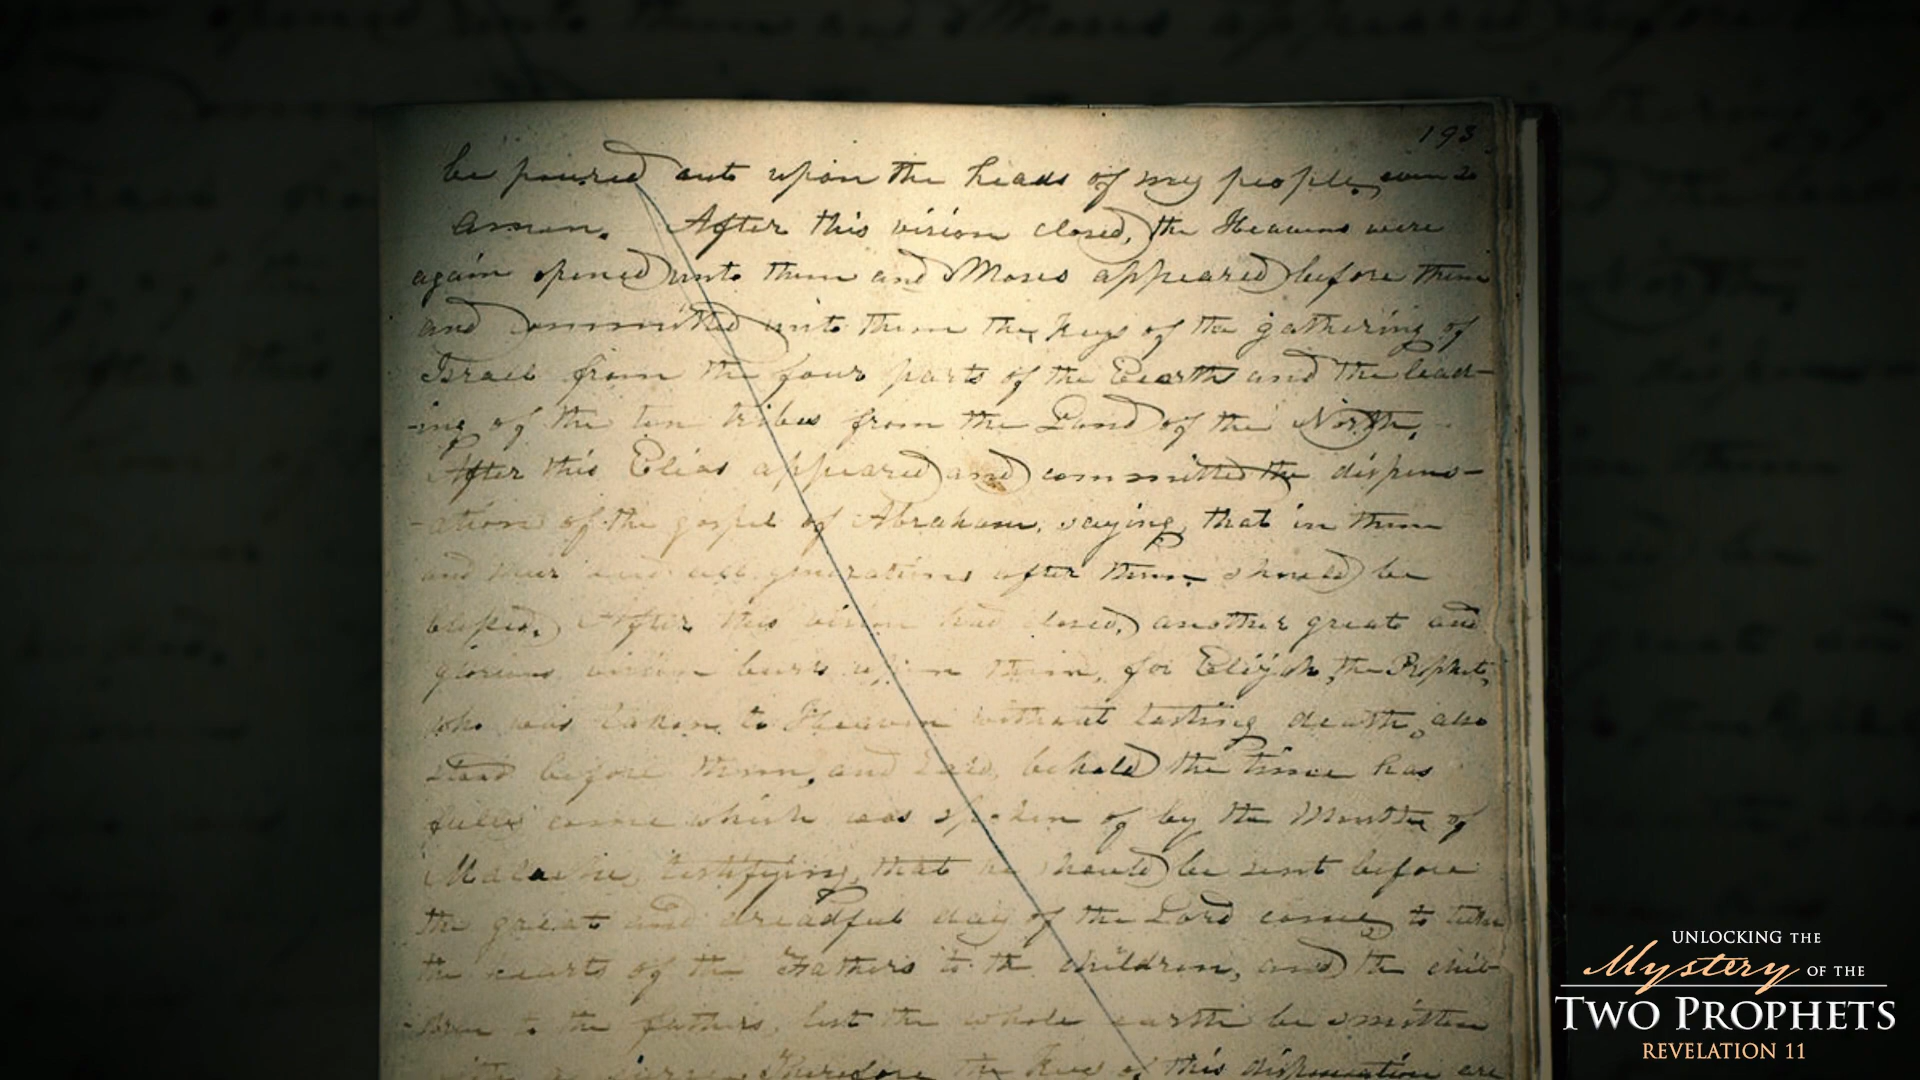 193
be poured out upon the heads of my people, even so
Amen. After this vision closed, the Heavens were
again opened unto them and Moses appeared before them
and committed unto them the keys of the gathering of
Israel from the four parts of the Earth and the lead-
-ing of the ten tribes from the Land of the North.
After this Elias appeared and committed the dispens-
-ation of the gospel of Abraham, saying, that in them
and their seed all generations after them should be
blessed. After this vision had closed, another great and
glorious vision burst upon them, for Elijah, the Prophet,
who was taken to Heaven without tasting death, also
stood before them, and said, behold the time has
fully come which was spoken of by the Mouth of
Malachi, testifying, that he should be sent before
the great and dreadful day of the Lord come, to turn
the hearts of the Fathers to the children, and the chil-
-dren to the fathers, lest the whole earth be smitten
with a curse. Therefore the Keys of this dispensation are
UNLOCKING THE
Mystery OF THE
TWO PROPHETS
REVELATION 11